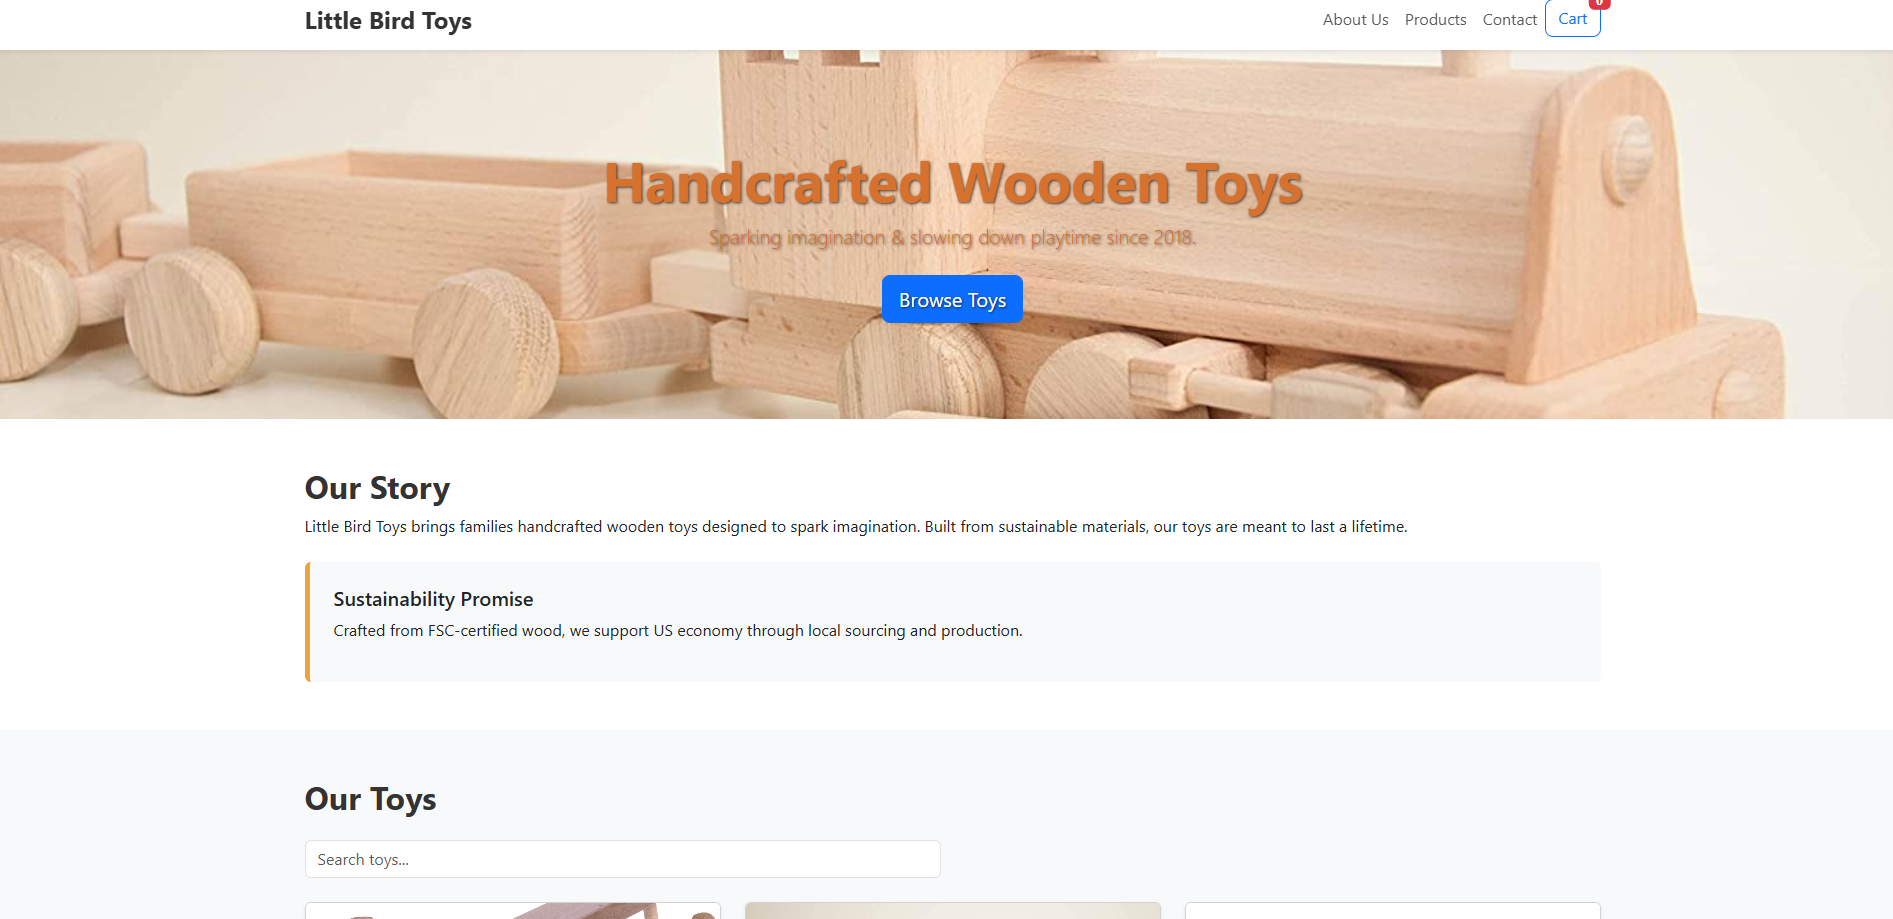 Little Bird Toys
About Us Products Contact Cart 0
Handcrafted Wooden Toys
Sparking imagination & slowing down playtime since 2018.
Browse Toys
Our Story
Little Bird Toys brings families handcrafted wooden toys designed to spark imagination. Built from sustainable materials, our toys are meant to last a lifetime.
Sustainability Promise
Crafted from FSC-certified wood, we support US economy through local sourcing and production.
Our Toys
Search toys...